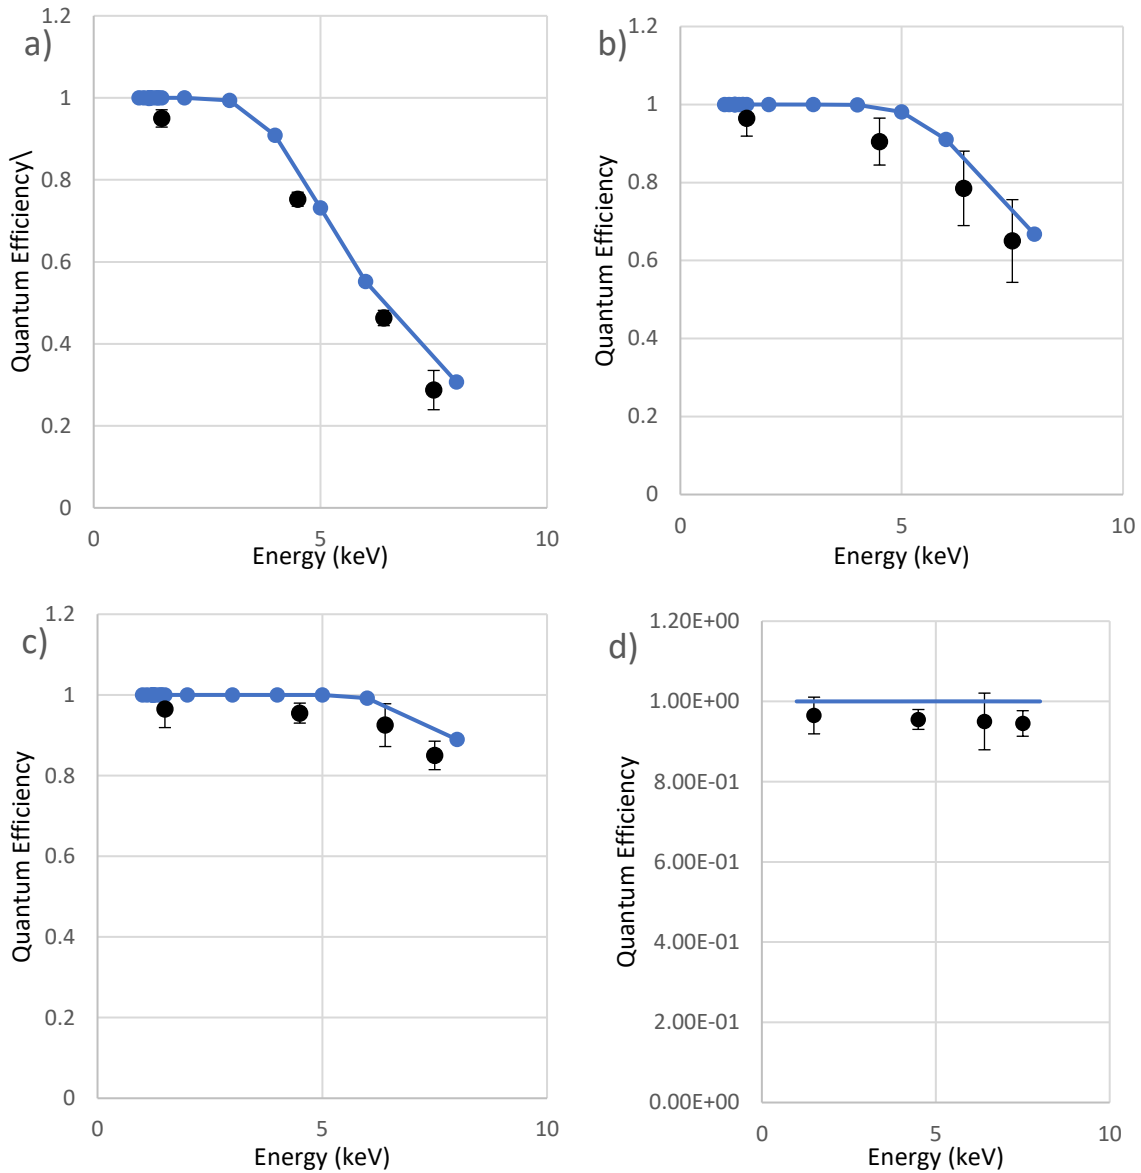 a)
1.2
1
0.8
0.6
0.4
0.2
0
0 5 10
Quantum Efficiency\
Energy (keV)
b)
1.2
1
0.8
0.6
0.4
0.2
0
0 5 10
Quantum Efficiency
Energy (keV)
c)
1.2
1
0.8
0.6
0.4
0.2
0
0 5 10
Quantum Efficiency
Energy (keV)
d)
1.20E+00
1.00E+00
8.00E-01
6.00E-01
4.00E-01
2.00E-01
0.00E+00
0 5 10
Quantum Efficiency
Energy (keV)